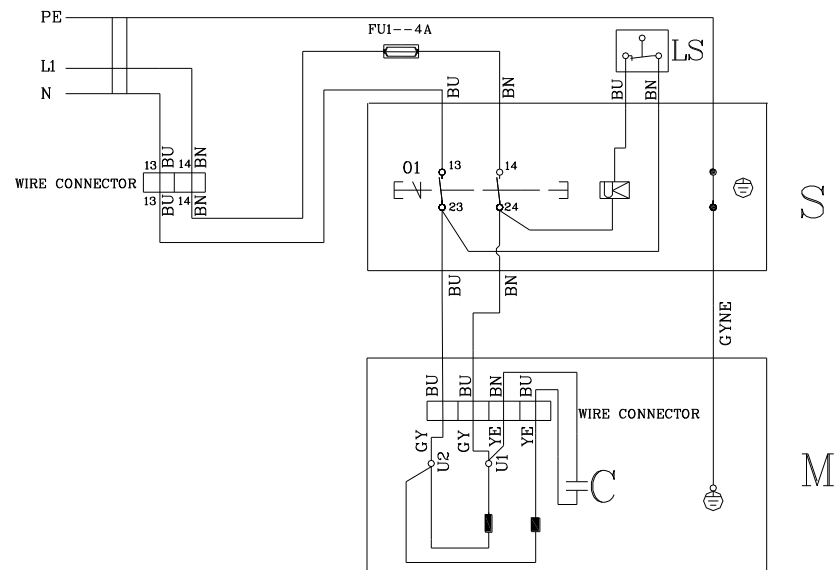 PE
FU1--4A
L1
LS
N
BU
BN
BU
BN
13
BU
14
BN
WIRE CONNECTOR
13
BU
14
BN
01
13
14
23
24
S
BU
BN
GYNE
BU
BU
BN
BU
WIRE CONNECTOR
GY
GY
YE
YE
U2
U1
C
M